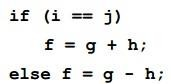 if (i == j)
f = g + h;
else f = g - h;